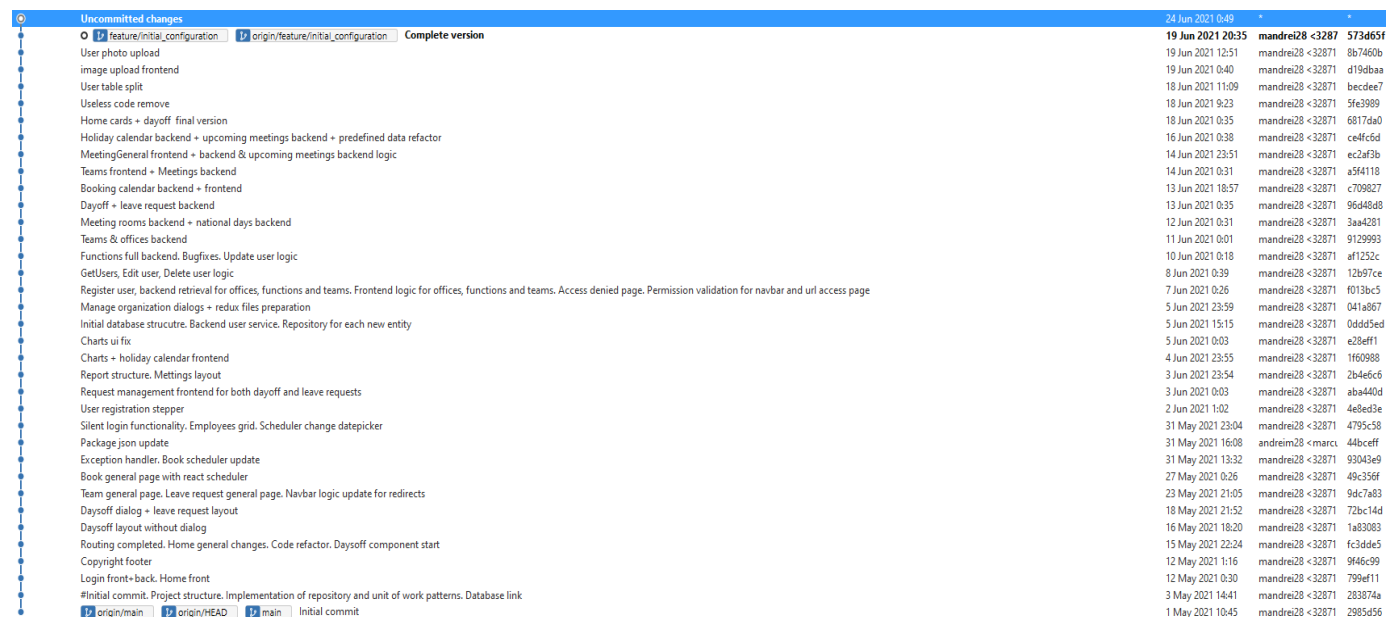 Uncommitted changes 24 Jun 2021 0:49 * *
feature/initial_configuration origin/feature/initial_configuration Complete version 19 Jun 2021 20:35 mandrei28 <3287 573d65f
User photo upload 19 Jun 2021 12:51 mandrei28 <32871 8b7460b
image upload frontend 19 Jun 2021 0:40 mandrei28 <32871 d19dbaa
User table split 18 Jun 2021 11:09 mandrei28 <32871 becdee7
Useless code remove 18 Jun 2021 9:23 mandrei28 <32871 5fe3989
Home cards + dayoff final version 18 Jun 2021 0:35 mandrei28 <32871 6817da0
Holiday calendar backend + upcoming meetings backend + predefined data refactor 16 Jun 2021 0:38 mandrei28 <32871 ce4fc6d
MeetingGeneral frontend + backend & upcoming meetings backend logic 14 Jun 2021 23:51 mandrei28 <32871 ec2af3b
Teams frontend + Meetings backend 14 Jun 2021 0:31 mandrei28 <32871 a5f4118
Booking calendar backend + frontend 13 Jun 2021 18:57 mandrei28 <32871 c709827
Dayoff + leave request backend 13 Jun 2021 0:35 mandrei28 <32871 96d48d8
Meeting rooms backend + national days backend 12 Jun 2021 0:31 mandrei28 <32871 3aa4281
Teams & offices backend 11 Jun 2021 0:01 mandrei28 <32871 9129993
Functions full backend. Bugfixes. Update user logic 10 Jun 2021 0:18 mandrei28 <32871 af1252c
GetUsers, Edit user, Delete user logic 8 Jun 2021 0:39 mandrei28 <32871 12b97ce
Register user, backend retrieval for offices, functions and teams. Frontend logic for offices, functions and teams. Access denied page. Permission validation for navbar and url access page 7 Jun 2021 0:26 mandrei28 <32871 f013bc5
Manage organization dialogs + redux files preparation 5 Jun 2021 23:59 mandrei28 <32871 041a867
Initial database strucutre. Backend user service. Repository for each new entity 5 Jun 2021 15:15 mandrei28 <32871 0ddd5ed
Charts ui fix 5 Jun 2021 0:03 mandrei28 <32871 e28eff1
Charts + holiday calendar frontend 4 Jun 2021 23:55 mandrei28 <32871 1f60988
Report structure. Mettings layout 3 Jun 2021 23:54 mandrei28 <32871 2b4e6c6
Request management frontend for both dayoff and leave requests 3 Jun 2021 0:03 mandrei28 <32871 aba440d
User registration stepper 2 Jun 2021 1:02 mandrei28 <32871 4e8ed3e
Silent login functionality. Employees grid. Scheduler change datepicker 31 May 2021 23:04 mandrei28 <32871 4795c58
Package json update 31 May 2021 16:08 andreim28 <marcu 44bceff
Exception handler. Book scheduler update 31 May 2021 13:32 mandrei28 <32871 93043e9
Book general page with react scheduler 27 May 2021 0:26 mandrei28 <32871 49c356f
Team general page. Leave request general page. Navbar logic update for redirects 23 May 2021 21:05 mandrei28 <32871 9dc7a83
Daysoff dialog + leave request layout 18 May 2021 21:52 mandrei28 <32871 72bc14d
Daysoff layout without dialog 16 May 2021 18:20 mandrei28 <32871 1a83083
Routing completed. Home general changes. Code refactor. Daysoff component start 15 May 2021 22:24 mandrei28 <32871 fc3dde5
Copyright footer 12 May 2021 1:16 mandrei28 <32871 9f46c99
Login front+back. Home front 12 May 2021 0:30 mandrei28 <32871 799ef11
#Initial commit. Project structure. Implementation of repository and unit of work patterns. Database link 3 May 2021 14:41 mandrei28 <32871 283874a
origin/main origin/HEAD main Initial commit 1 May 2021 10:45 mandrei28 <32871 2985d56